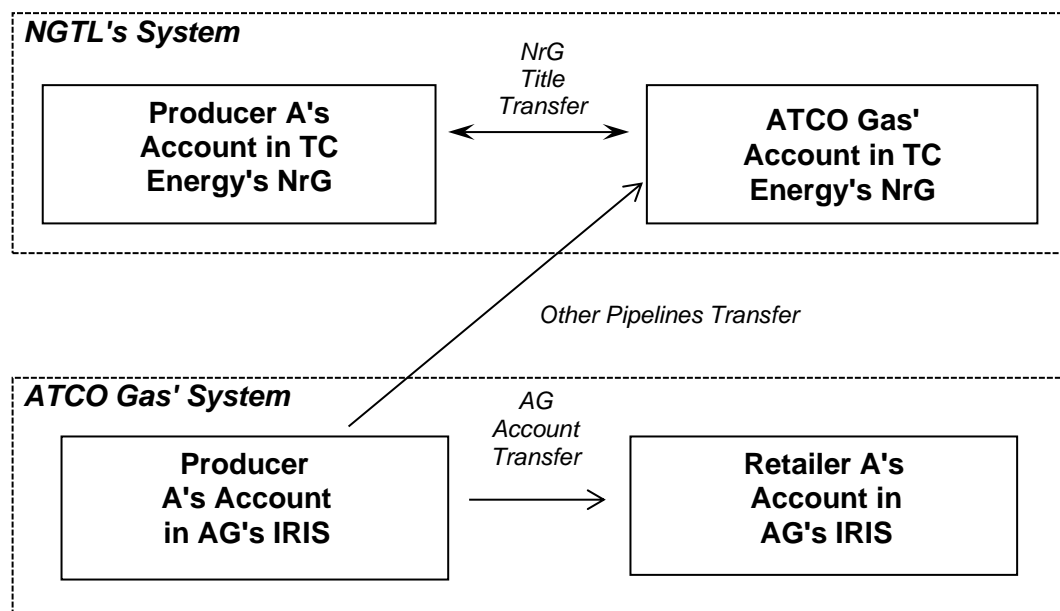 NGTL's System
NrG
Title
Transfer
Producer A's
Account in TC
Energy's NrG
ATCO Gas'
Account in TC
Energy's NrG
Other Pipelines Transfer
ATCO Gas' System
AG
Account
Transfer
Producer
A's Account
in AG's IRIS
Retailer A's
Account in
AG's IRIS